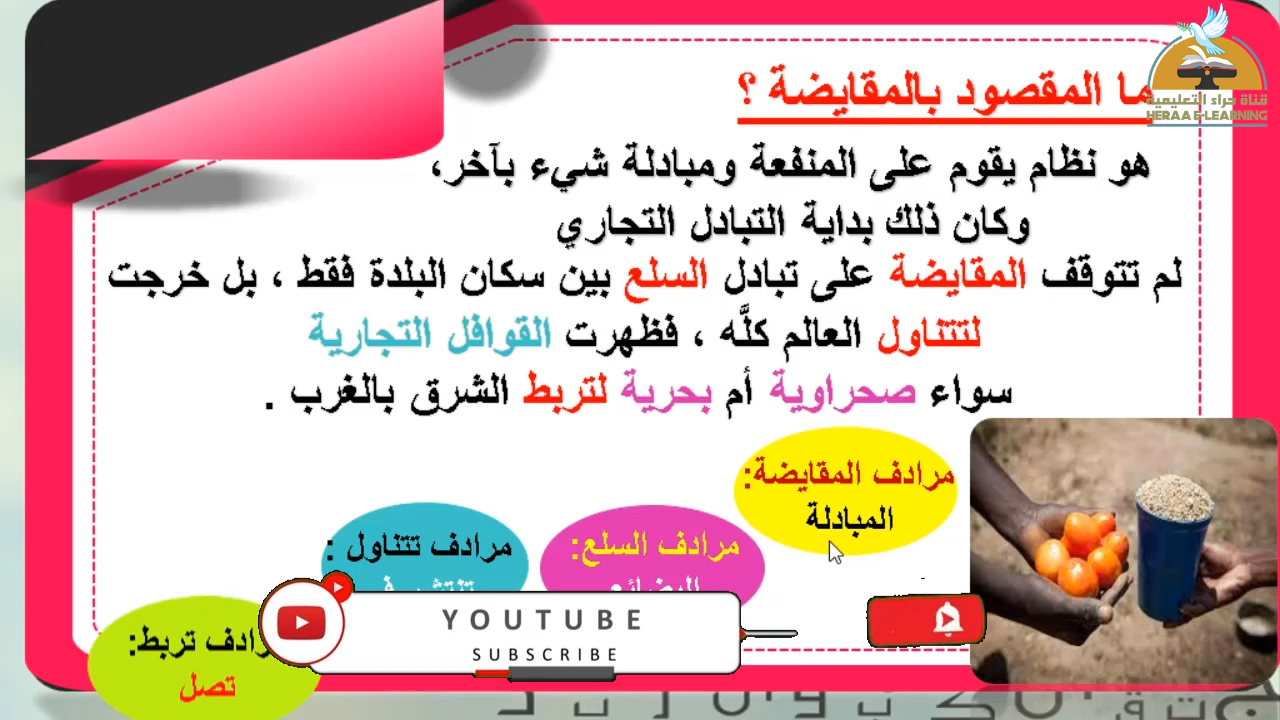 ما المقصود بالمقايضة ؟
قناة حراء التعليمية
HERAA E-LEARNING
هو نظام يقوم على المنفعة ومبادلة شيء بآخر،
وكان ذلك بداية التبادل التجاري
لم تتوقف المقايضة على تبادل السلع بين سكان البلدة فقط ، بل خرجت
لتتناول العالم كلَّه ، فظهرت القوافل التجارية
سواء صحراوية أم بحرية لتربط الشرق بالغرب .
مرادف المقايضة:
المبادلة
مرادف السلع:
مرادف تتناول :
تربط:
تصل
YOUTUBE
SUBSCRIBE